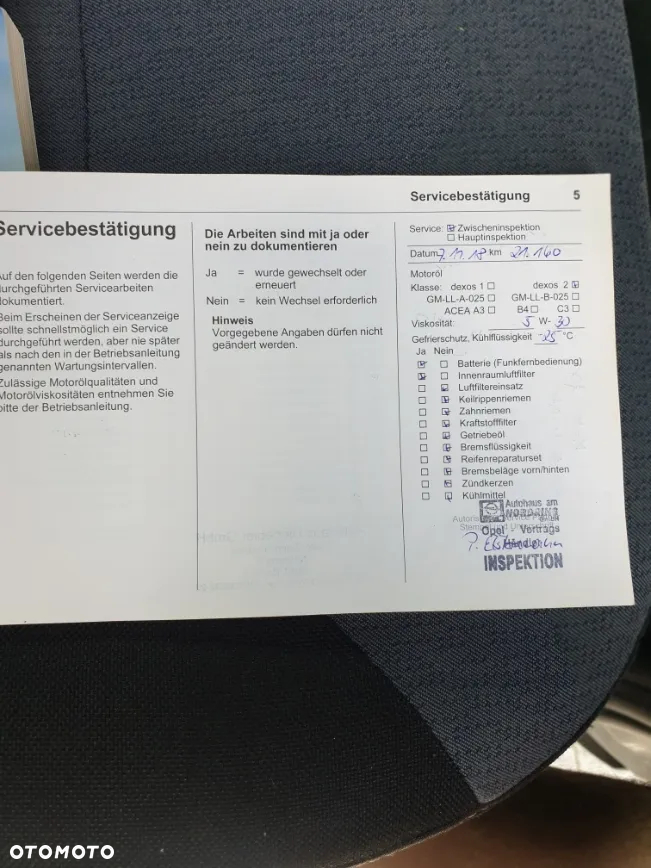 Servicebestätigung 5
Servicebestätigung
Auf den folgenden Seiten werden die
durchgeführten Servicearbeiten
dokumentiert.
Beim Erscheinen der Serviceanzeige
sollte schnellstmöglich ein Service
durchgeführt werden, aber nie später
als nach den in der Betriebsanleitung
genannten Wartungsintervallen.
Zulässige Motorölqualitäten und
Motorölviskositäten entnehmen Sie
bitte der Betriebsanleitung.
Die Arbeiten sind mit ja oder
nein zu dokumentieren
Ja = wurde gewechselt oder
erneuert
Nein = kein Wechsel erforderlich
Hinweis
Vorgegebene Angaben dürfen nicht
geändert werden.
Service: ☑ Zwischeninspektion
☐ Hauptinspektion
Datum 7.11.18 km 21.160
Motoröl
Klasse: dexos 1 ☐ dexos 2 ☑
GM-LL-A-025 ☐ GM-LL-B-025 ☐
ACEA A3 ☐ B4 ☐ C3 ☐
Viskosität: 5 W- 30
Gefrierschutz, Kühlflüssigkeit -35 °C
Ja Nein
☑ ☐ Batterie (Funkfernbedienung)
☑ ☐ Innenraumluftfilter
☐ ☑ Luftfiltereinsatz
☐ ☑ Keilrippenriemen
☐ ☑ Zahnriemen
☐ ☑ Kraftstofffilter
☐ ☑ Getriebeöl
☐ ☑ Bremsflüssigkeit
☐ ☑ Reifenreparaturset
☐ ☑ Bremsbeläge vorn/hinten
☐ ☑ Zündkerzen
☐ ☑ Kühlmittel
Autohaus am
NORDRING
Opel Vertrags
Händler
INSPEKTION
OTOMOTO